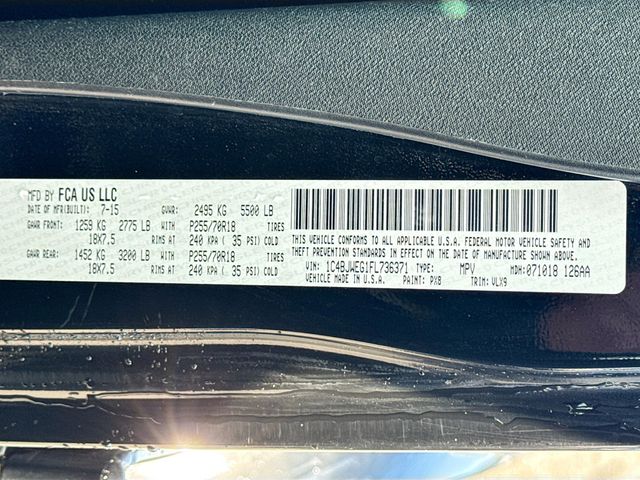 MFD BY FCA US LLC
DATE OF MFR(BUILT): 7-15 GVWR: 2495 KG 5500 LB
GAWR FRONT: 1259 KG 2775 LB WITH P255/70R18 TIRES
18X7.5 RIMS AT 240 KPA ( 35 PSI) COLD
GAWR REAR: 1452 KG 3200 LB WITH P255/70R18 TIRES
18X7.5 RIMS AT 240 KPA ( 35 PSI) COLD
THIS VEHICLE CONFORMS TO ALL APPLICABLE U.S.A. FEDERAL MOTOR VEHICLE SAFETY
AND THEFT PREVENTION STANDARDS IN EFFECT ON THE
DATE OF MANUFACTURE SHOWN ABOVE.
VIN: 1C4BJWEG1FL736371 TYPE: MPV MDH:071018 126AA
VEHICLE MADE IN U.S.A. PAINT: PX8 TRIM: VLX9